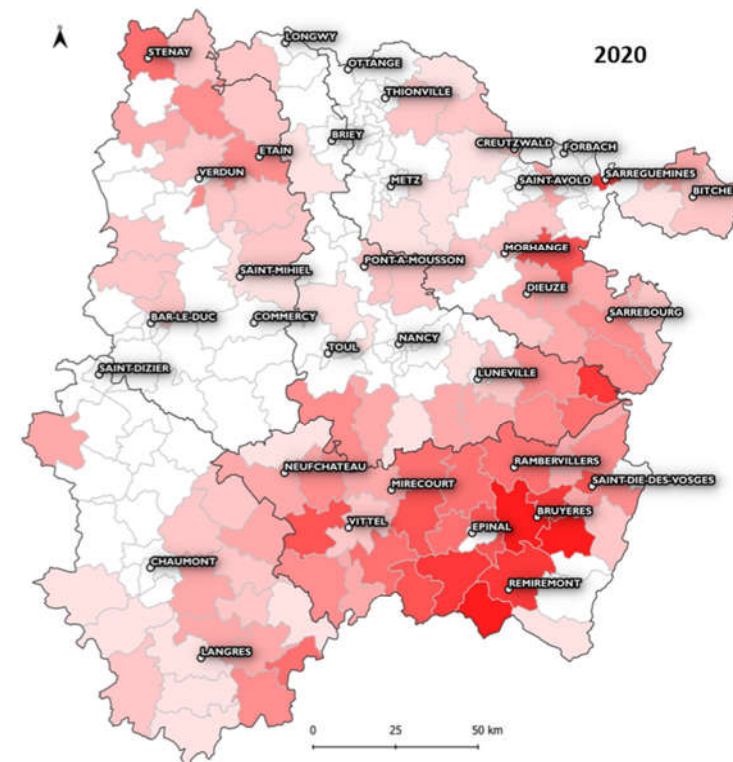 LONGWY
2020
STENAY
OTTANGE
THIONVILLE
BRIEY
CREUTZWALD
FORBACH
ETAIN
VERDUN
METZ
SAINT-AVOLD
SARREGUEMINES
BITCHE
MORHANGE
PONT-A-MOUSSON
SAINT-MIHIEL
DIEUZE
BAR-LE-DUC
COMMERCY
SARREBOURG
NANCY
TOUL
SAINT-DIZIER
LUNEVILLE
NEUFCHATEAU
RAMBERVILLERS
MIRECOURT
SAINT-DIE-DES-VOSGES
BRUYERES
VITTEL
EPINAL
CHAUMONT
REMIREMONT
LANGRES
0 25 50 km